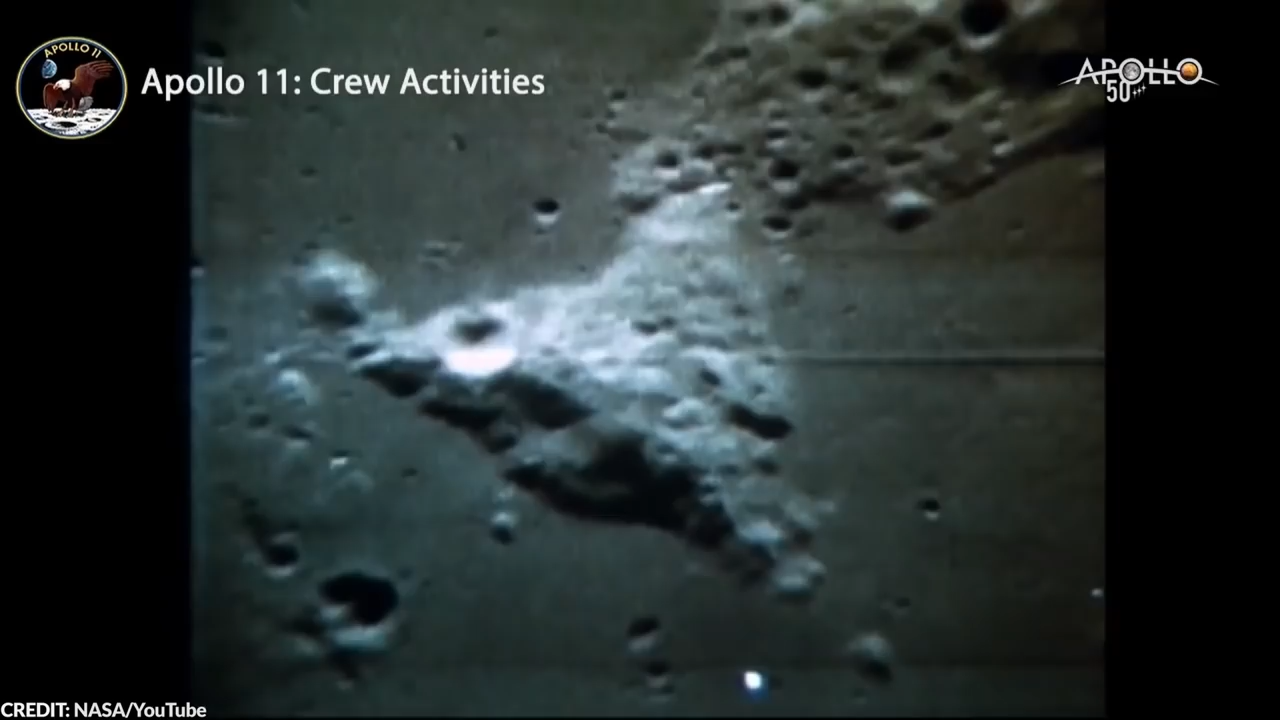 APOLLO 11
Apollo 11: Crew Activities
APOLLO
50
CREDIT: NASA/YouTube